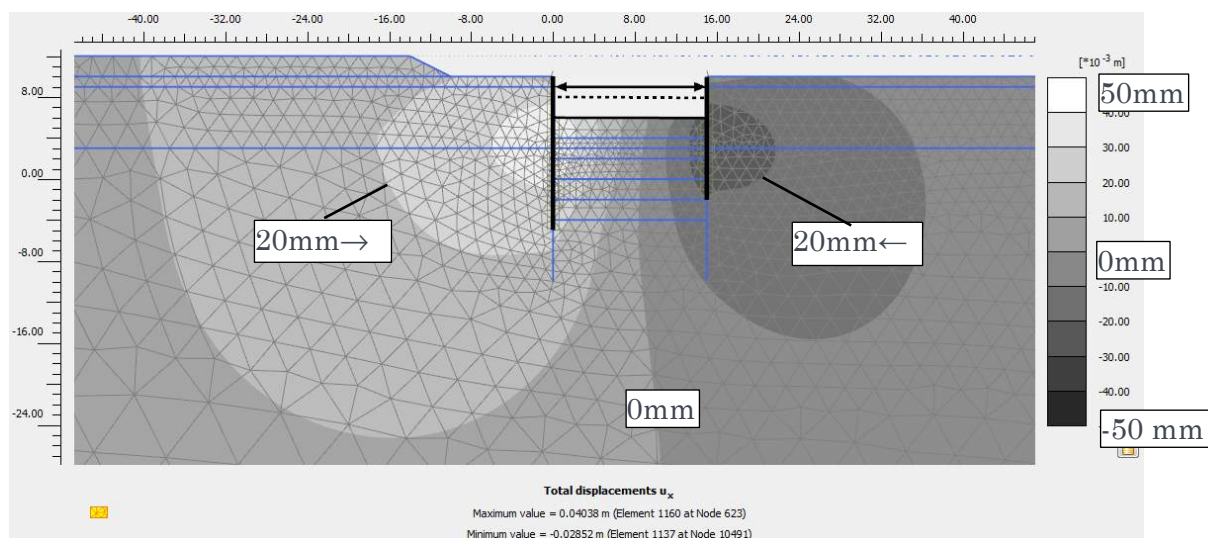 -40.00 -32.00 -24.00 -16.00 -8.00 0.00 8.00 16.00 24.00 32.00 40.00
[*10⁻³ m]
8.00
50mm
40.00
30.00
20.00
10.00
0.00
0mm
-8.00
-10.00
-16.00
-20.00
-24.00
-30.00
-40.00
-50 mm
20mm→
20mm←
0mm
Total displacements uₓ
Maximum value = 0.04038 m (Element 1160 at Node 623)
Minimum value = -0.02852 m (Element 1137 at Node 10491)